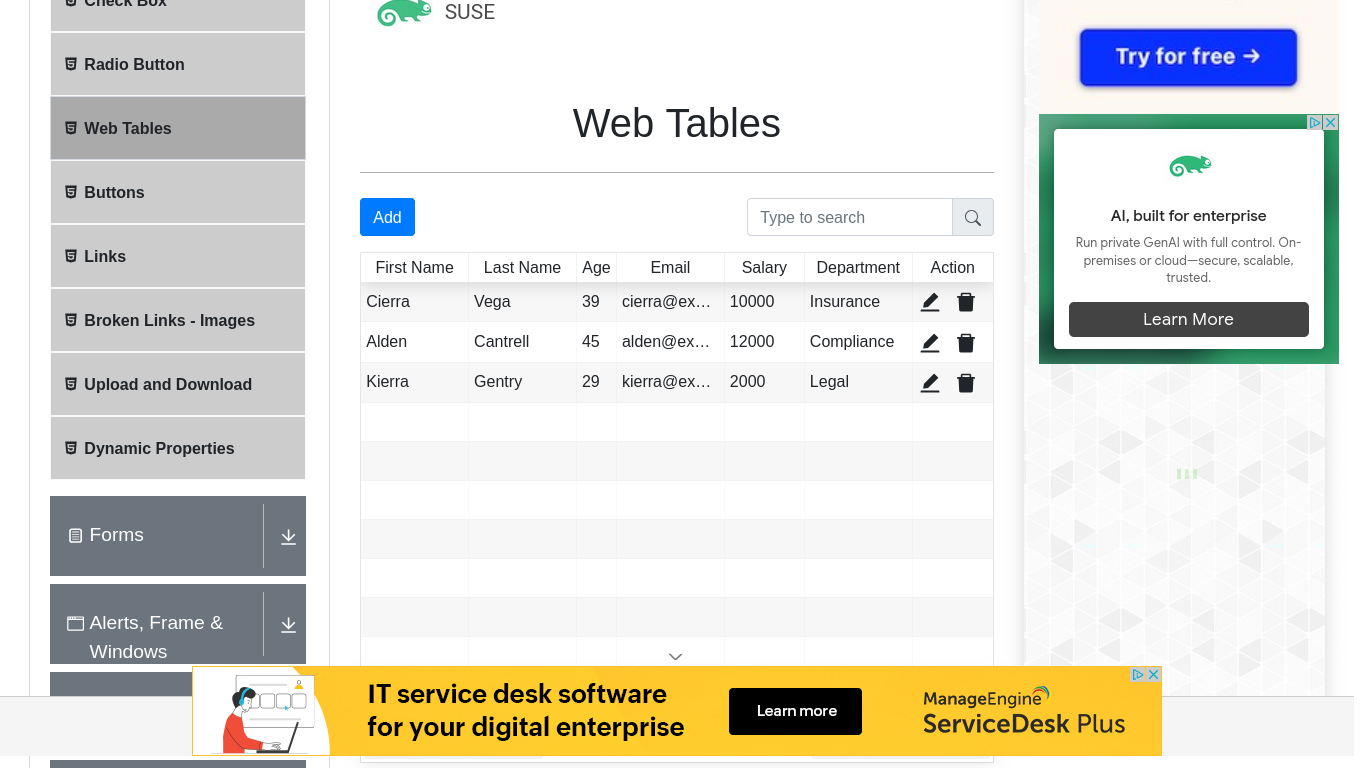 Check Box
Radio Button
Web Tables
Buttons
Links
Broken Links - Images
Upload and Download
Dynamic Properties
Forms
Alerts, Frame &
Windows
SUSE
Web Tables
Add
Type to search
First Name Last Name Age Email Salary Department Action
Cierra Vega 39 cierra@ex… 10000 Insurance
Alden Cantrell 45 alden@ex… 12000 Compliance
Kierra Gentry 29 kierra@ex… 2000 Legal
Try for free →
AI, built for enterprise
Run private GenAI with full control. On-
premises or cloud—secure, scalable,
trusted.
Learn More
IT service desk software
for your digital enterprise
Learn more
ManageEngine
ServiceDesk Plus